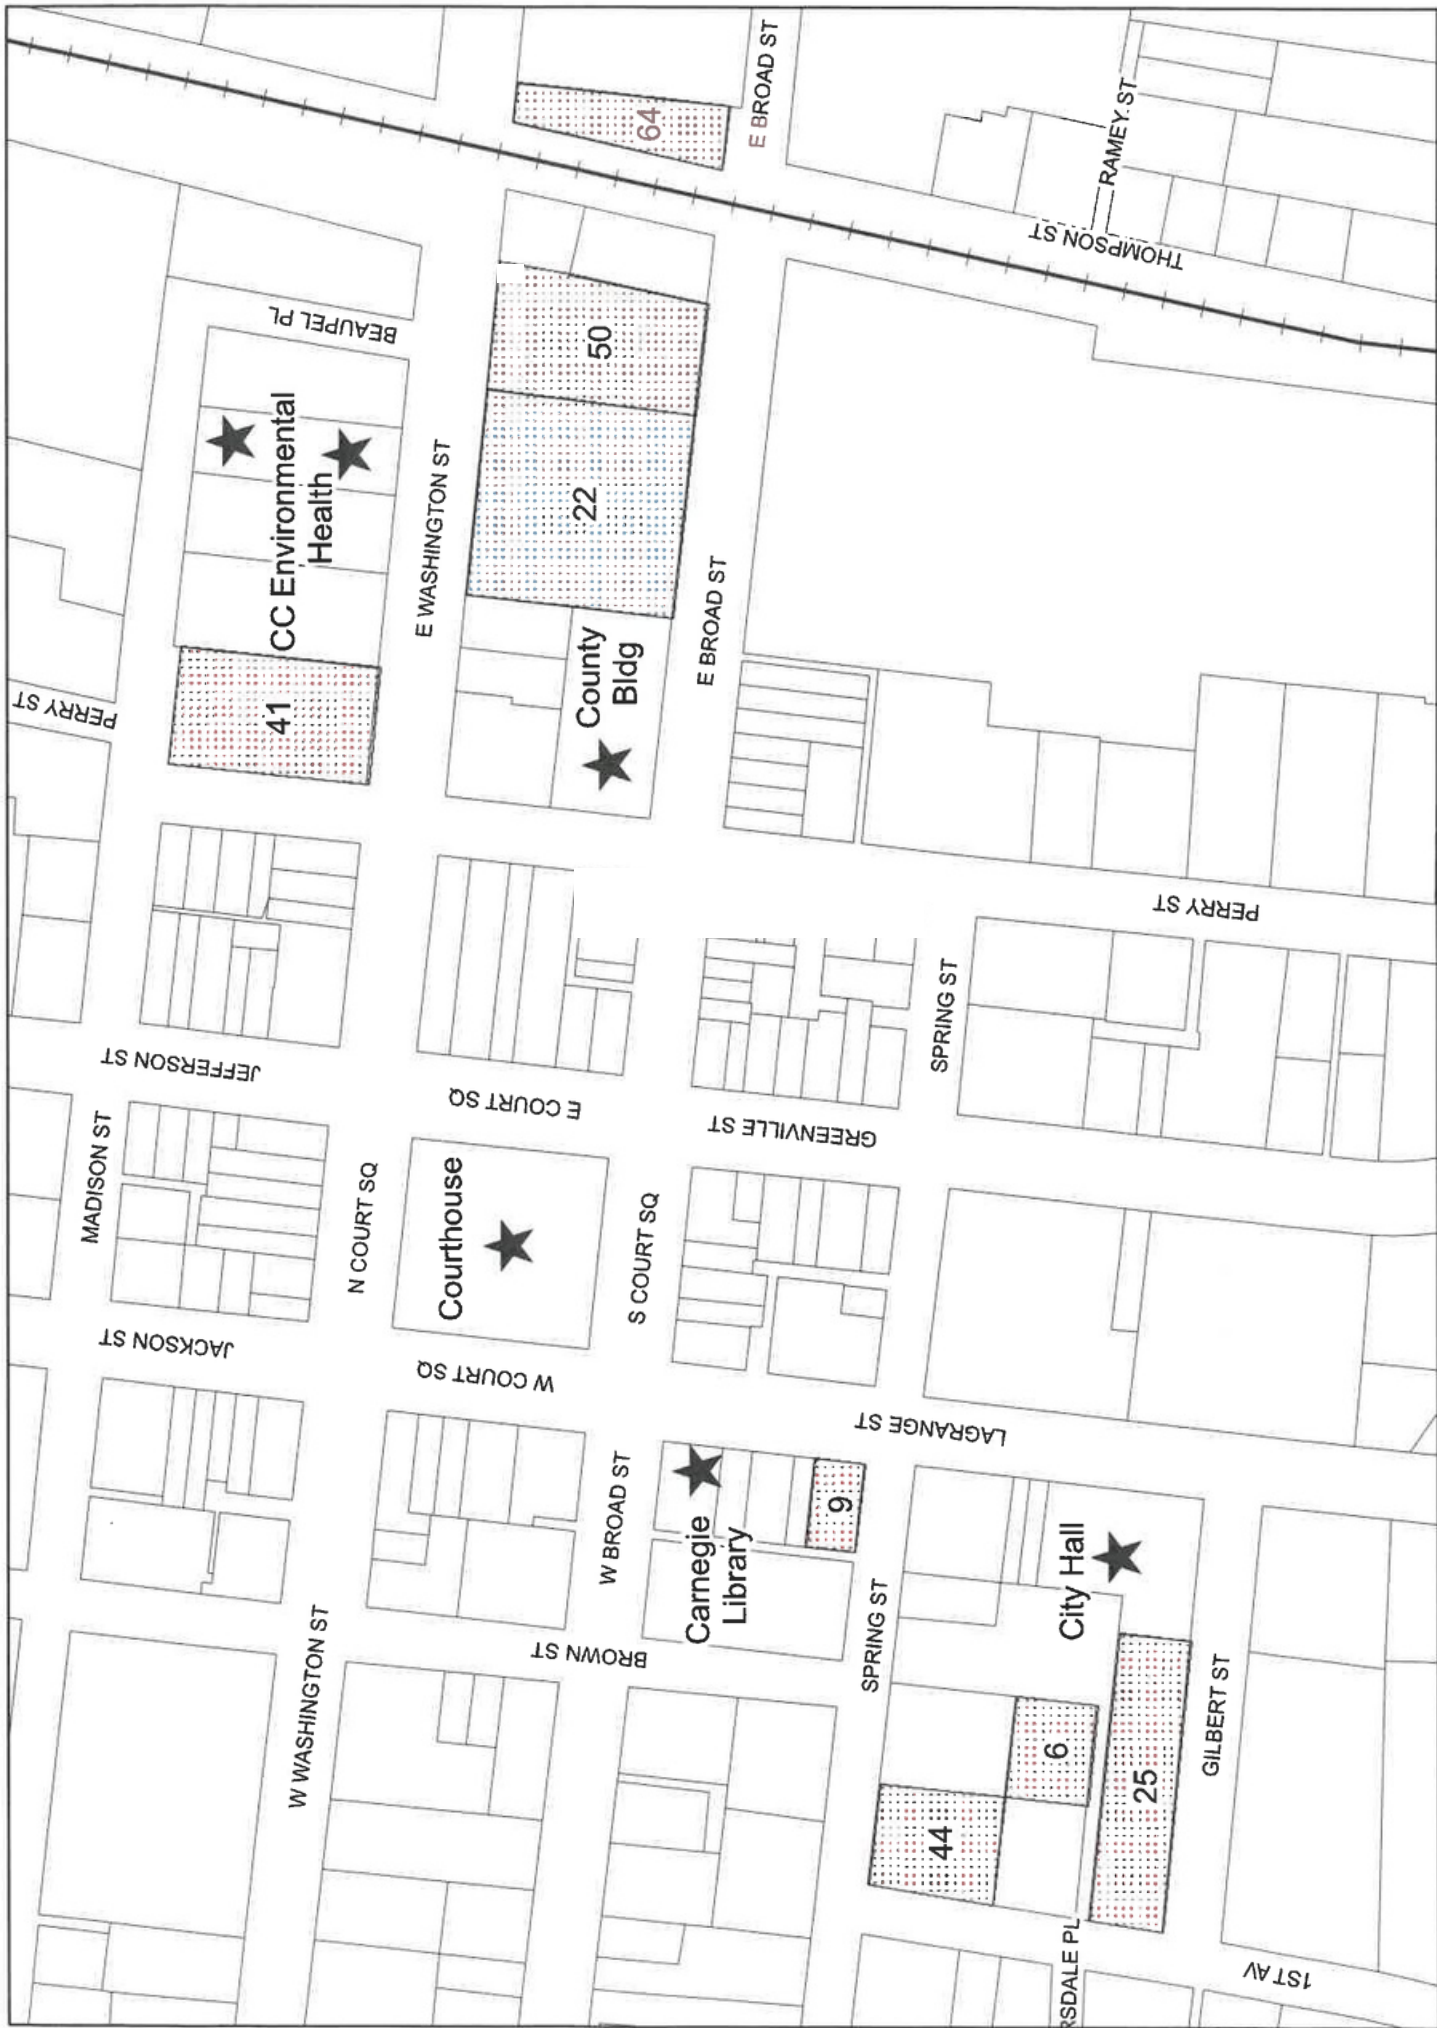 E BROAD ST
RAMEY ST
64
THOMPSON ST
BEAUPEL PL
50
CC Environmental
Health
E WASHINGTON ST
22
E BROAD ST
County
Bldg
PERRY ST
41
PERRY ST
SPRING ST
JEFFERSON ST
E COURT SQ
GREENVILLE ST
MADISON ST
N COURT SQ
Courthouse
S COURT SQ
JACKSON ST
W COURT SQ
LAGRANGE ST
W BROAD ST
Carnegie
Library
9
City Hall
SPRING ST
BROWN ST
W WASHINGTON ST
GILBERT ST
6
25
44
RSDALE PL
1ST AV